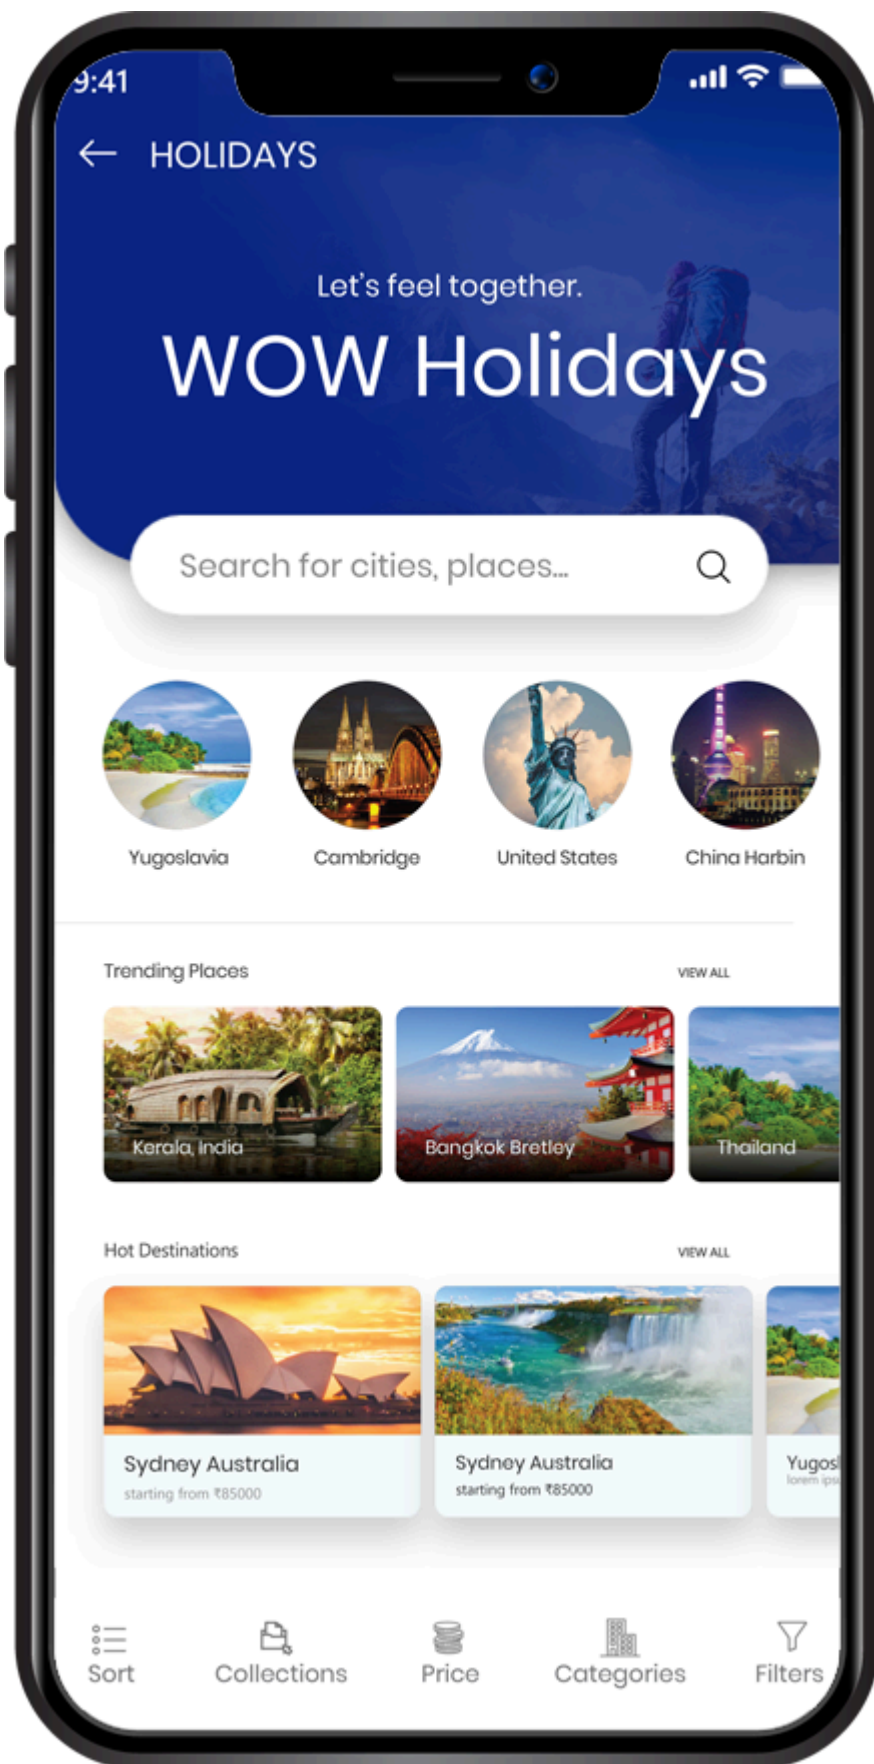 9:41
HOLIDAYS
Let's feel together.
WOW Holidays
Search for cities, places...
Yugoslavia
Cambridge
United States
China Harbin
Trending Places
VIEW ALL
Kerala, India
Bangkok Bretley
Thailand
Hot Destinations
VIEW ALL
Sydney Australia
starting from ₹85000
Sydney Australia
starting from ₹85000
Sort
Collections
Price
Categories
Filters